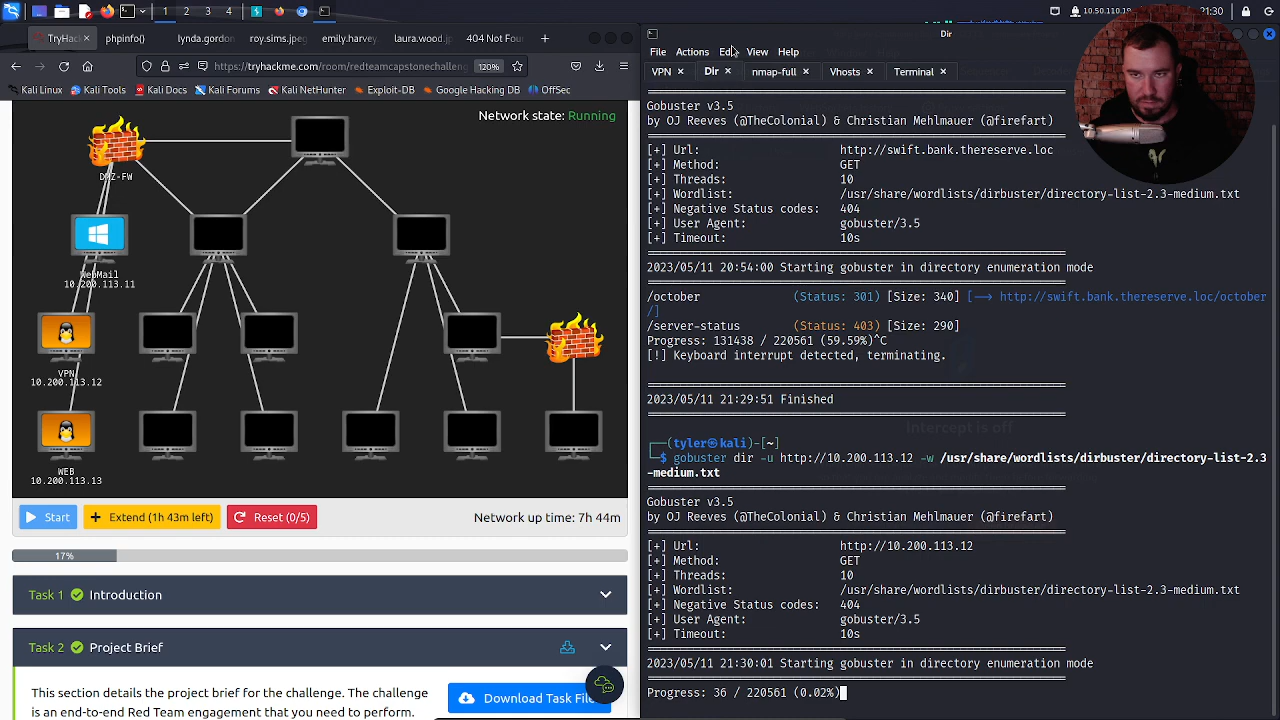 1
2
3
4
10.50.110.18
21:30
TryHack
phpinfo()
lynda.gordon
roy.sims.jpeg
emily.harvey.
laura.wood.jp
404 Not Foun
https://tryhackme.com/room/redteamcapstonechalleng
120%
Kali Linux
Kali Tools
Kali Docs
Kali Forums
Kali NetHunter
Exploit-DB
Google Hacking DB
OffSec
Network state: Running
DMZ-FW
WebMail
10.200.113.11
VPN
10.200.113.12
WEB
10.200.113.13
Start
Extend (1h 43m left)
Reset (0/5)
Network up time: 7h 44m
17%
Task 1 Introduction
Task 2 Project Brief
This section details the project brief for the challenge. The challenge
is an end-to-end Red Team engagement that you need to perform.
Download Task File
Dir
File Actions Edit View Help
VPN
Dir
nmap-full
Vhosts
Terminal
Gobuster v3.5
by OJ Reeves (@TheColonial) & Christian Mehlmauer (@firefart)
[+] Url: http://swift.bank.thereserve.loc
[+] Method: GET
[+] Threads: 10
[+] Wordlist: /usr/share/wordlists/dirbuster/directory-list-2.3-medium.txt
[+] Negative Status codes: 404
[+] User Agent: gobuster/3.5
[+] Timeout: 10s
2023/05/11 20:54:00 Starting gobuster in directory enumeration mode
/october (Status: 301) [Size: 340] [--> http://swift.bank.thereserve.loc/october
/]
/server-status (Status: 403) [Size: 290]
Progress: 131438 / 220561 (59.59%)^C
[!] Keyboard interrupt detected, terminating.
2023/05/11 21:29:51 Finished
Intercept is off
(tyler㉿kali)-[~]
$ gobuster dir -u http://10.200.113.12 -w /usr/share/wordlists/dirbuster/directory-list-2.3
-medium.txt
Gobuster v3.5
by OJ Reeves (@TheColonial) & Christian Mehlmauer (@firefart)
[+] Url: http://10.200.113.12
[+] Method: GET
[+] Threads: 10
[+] Wordlist: /usr/share/wordlists/dirbuster/directory-list-2.3-medium.txt
[+] Negative Status codes: 404
[+] User Agent: gobuster/3.5
[+] Timeout: 10s
2023/05/11 21:30:01 Starting gobuster in directory enumeration mode
Progress: 36 / 220561 (0.02%)